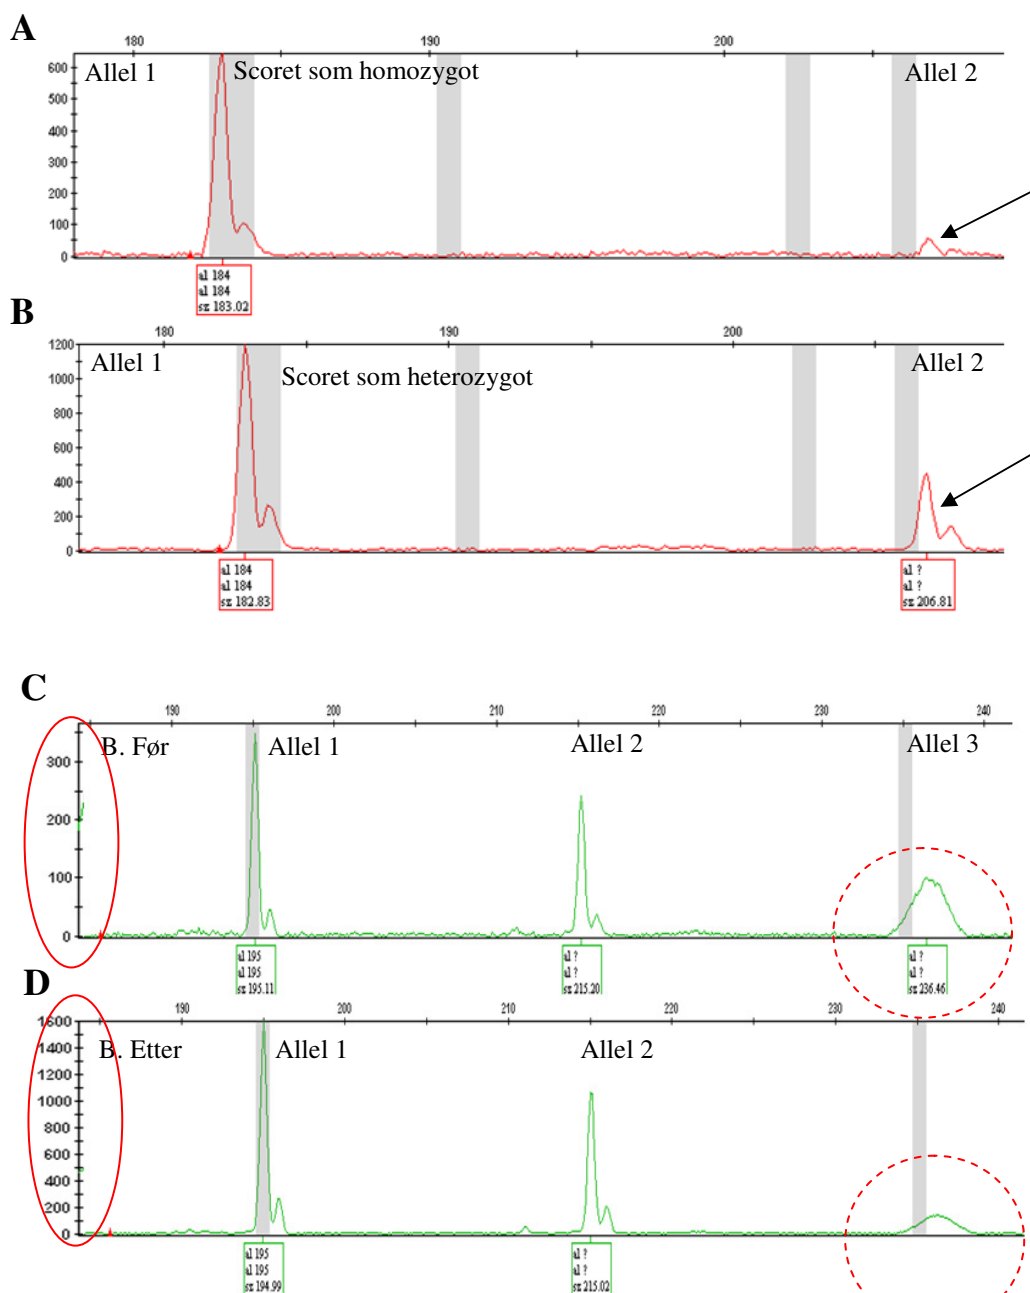 A
180 190 200
Allel 1 Scoret som homozygot Allel 2
600
500
400
300
200
100
0
al 184
al 184
sz 183.02
B
180 190 200
1200
1000
800
600
400
200
0
Allel 1 Scoret som heterozygot Allel 2
al 184
al 184
sz 182.83
al ?
al ?
sz 206.81
C
190 200 210 220 230 240
B. Før Allel 1 Allel 2 Allel 3
300
200
100
0
al 195
al 195
sz 195.11
al ?
al ?
sz 215.20
al ?
al ?
sz 236.46
D
190 200 210 220 230 240
1600
1400
1200
1000
800
600
400
200
0
B. Etter Allel 1 Allel 2
al 195
al 195
sz 194.99
al ?
al ?
sz 215.02